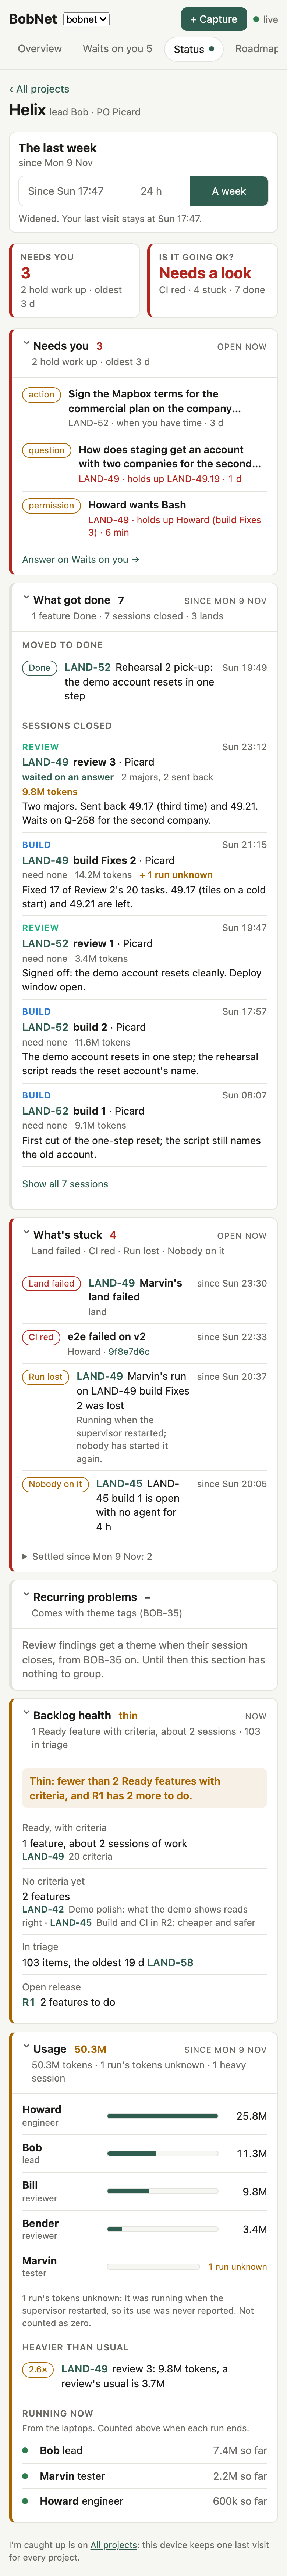 BobNet bobnet + Capture live
Overview Waits on you 5 Status Roadmap
‹ All projects
Helix lead Bob · PO Picard
The last week
since Mon 9 Nov
Since Sun 17:47 24 h A week
Widened. Your last visit stays at Sun 17:47.
NEEDS YOU
3
2 hold work up · oldest
3 d
IS IT GOING OK?
Needs a look
CI red · 4 stuck · 7 done
Needs you 3 OPEN NOW
2 hold work up · oldest 3 d
action Sign the Mapbox terms for the
commercial plan on the company...
LAND-52 · when you have time · 3 d
question How does staging get an account
with two companies for the second...
LAND-49 · holds up LAND-49.19 · 1 d
permission Howard wants Bash
LAND-49 · holds up Howard (build Fixes
3) · 6 min
Answer on Waits on you →
What got done 7 SINCE MON 9 NOV
1 feature Done · 7 sessions closed · 3 lands
MOVED TO DONE
Done LAND-52 Rehearsal 2 pick-up: Sun 19:49
the demo account resets in one
step
SESSIONS CLOSED
REVIEW Sun 23:12
LAND-49 review 3 · Picard
waited on an answer 2 majors, 2 sent back
9.8M tokens
Two majors. Sent back 49.17 (third time) and 49.21.
Waits on Q-258 for the second company.
BUILD Sun 21:15
LAND-49 build Fixes 2 · Picard
need none 14.2M tokens + 1 run unknown
Fixed 17 of Review 2's 20 tasks. 49.17 (tiles on a cold
start) and 49.21 are left.
REVIEW Sun 19:47
LAND-52 review 1 · Picard
need none 3.4M tokens
Signed off: the demo account resets cleanly. Deploy
window open.
BUILD Sun 17:57
LAND-52 build 2 · Picard
need none 11.6M tokens
The demo account resets in one step; the rehearsal
script reads the reset account's name.
BUILD Sun 08:07
LAND-52 build 1 · Picard
need none 9.1M tokens
First cut of the one-step reset; the script still names
the old account.
Show all 7 sessions
What's stuck 4 OPEN NOW
Land failed · CI red · Run lost · Nobody on it
Land failed LAND-49 Marvin's since Sun 23:30
land failed
land
CI red e2e failed on v2 since Sun 22:33
Howard · 9f8e7d6c
Run lost LAND-49 Marvin's run since Sun 20:37
on LAND-49 build Fixes
2 was lost
Running when the
supervisor restarted;
nobody has started it
again.
Nobody on it LAND-45 LAND- since Sun 20:05
45 build 1 is open
with no agent for
4 h
Settled since Mon 9 Nov: 2
Recurring problems –
Comes with theme tags (BOB-35)
Review findings get a theme when their session
closes, from BOB-35 on. Until then this section has
nothing to group.
Backlog health thin NOW
1 Ready feature with criteria, about 2 sessions · 103
in triage
Thin: fewer than 2 Ready features with
criteria, and R1 has 2 more to do.
Ready, with criteria
1 feature, about 2 sessions of work
LAND-49 20 criteria
No criteria yet
2 features
LAND-42 Demo polish: what the demo shows reads
right · LAND-45 Build and CI in R2: cheaper and safer
In triage
103 items, the oldest 19 d LAND-58
Open release
R1 2 features to do
Usage 50.3M SINCE MON 9 NOV
50.3M tokens · 1 run's tokens unknown · 1 heavy
session
Howard 25.8M
engineer
Bob 11.3M
lead
Bill 9.8M
reviewer
Bender 3.4M
reviewer
Marvin 1 run unknown
tester
1 run's tokens unknown: it was running when the
supervisor restarted, so its use was never reported. Not
counted as zero.
HEAVIER THAN USUAL
2.6× LAND-49 review 3: 9.8M tokens, a
reviewer's usual is 3.7M
RUNNING NOW
From the laptops. Counted above when each run ends.
Bob lead 7.4M so far
Marvin tester 2.2M so far
Howard engineer 600k so far
I'm caught up is on All projects: this device keeps one last visit
for every project.